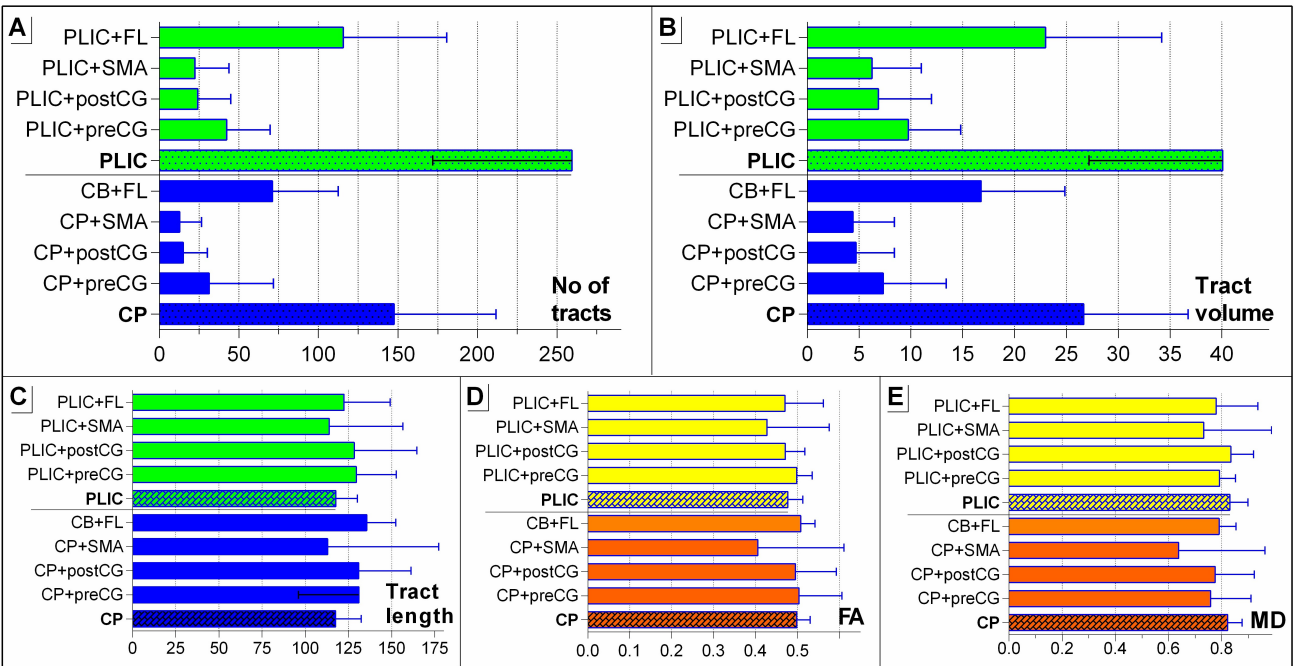 A
PLIC+FL
PLIC+SMA
PLIC+postCG
PLIC+preCG
PLIC
CB+FL
CP+SMA
CP+postCG
CP+preCG
CP
No of
tracts
0 50 100 150 200 250
B
PLIC+FL
PLIC+SMA
PLIC+postCG
PLIC+preCG
PLIC
CB+FL
CP+SMA
CP+postCG
CP+preCG
CP
Tract
volume
0 5 10 15 20 25 30 35 40
C
PLIC+FL
PLIC+SMA
PLIC+postCG
PLIC+preCG
PLIC
CB+FL
CP+SMA
CP+postCG
CP+preCG
CP
Tract
length
0 25 50 75 100 125 150 175
D
PLIC+FL
PLIC+SMA
PLIC+postCG
PLIC+preCG
PLIC
CB+FL
CP+SMA
CP+postCG
CP+preCG
CP
FA
0.0 0.1 0.2 0.3 0.4 0.5
E
PLIC+FL
PLIC+SMA
PLIC+postCG
PLIC+preCG
PLIC
CB+FL
CP+SMA
CP+postCG
CP+preCG
CP
MD
0.0 0.2 0.4 0.6 0.8